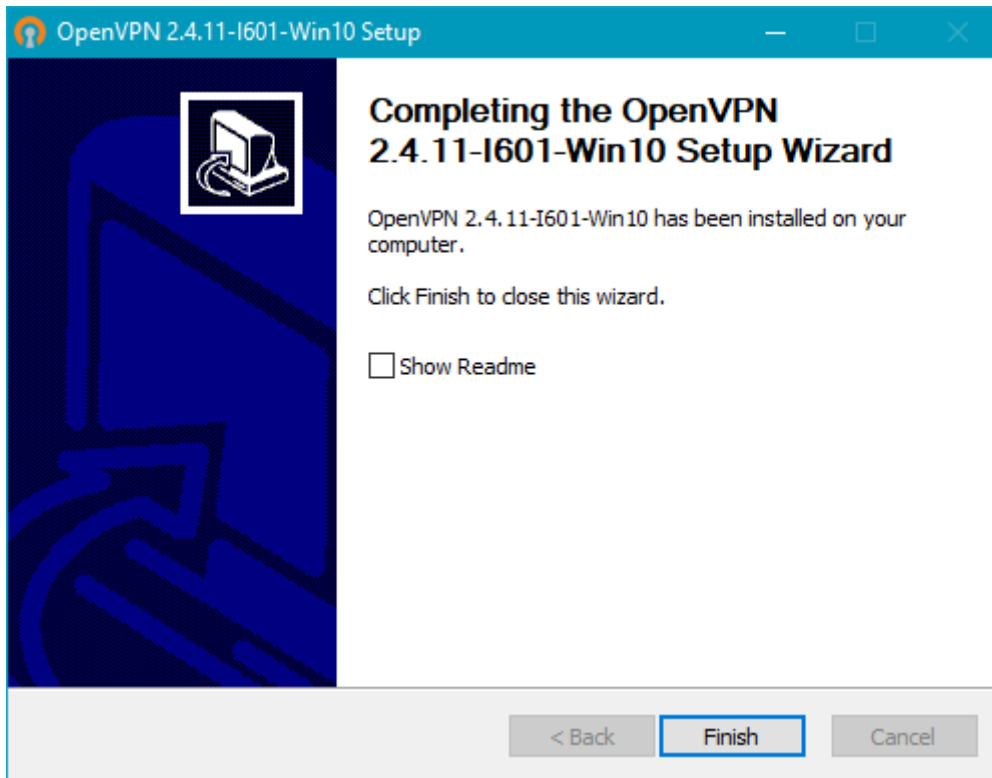 OpenVPN 2.4.11-I601-Win10 Setup
Completing the OpenVPN
2.4.11-I601-Win10 Setup Wizard
OpenVPN 2.4.11-I601-Win10 has been installed on your
computer.
Click Finish to close this wizard.
Show Readme
< Back
Finish
Cancel